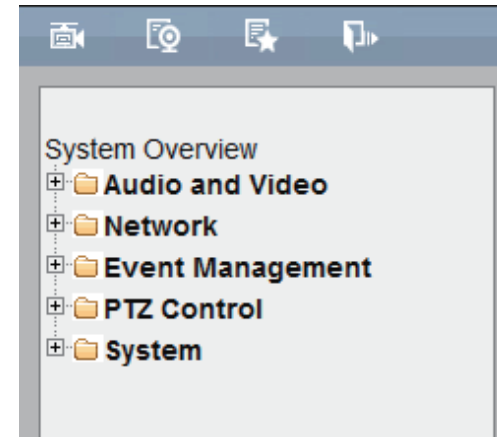 System Overview
Audio and Video
Network
Event Management
PTZ Control
System